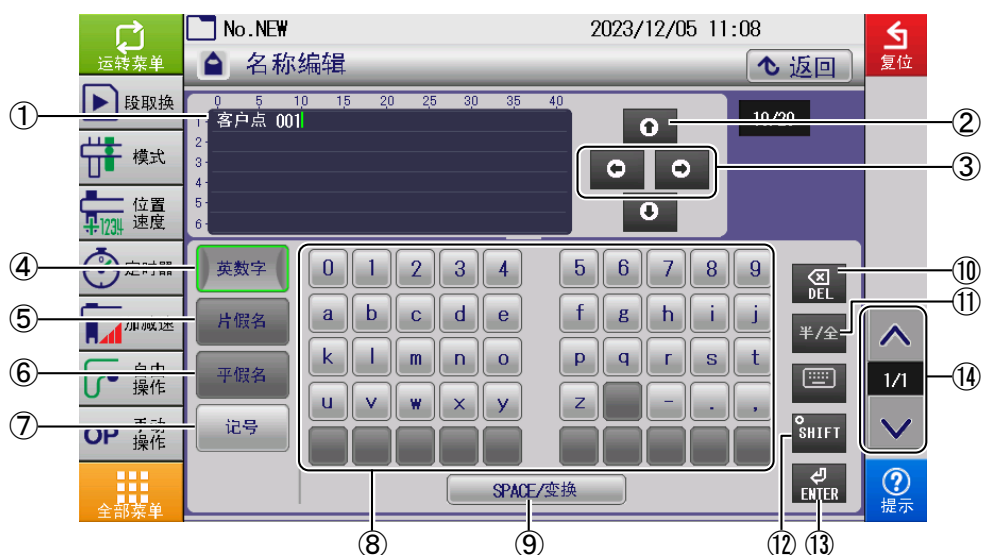 No.NEW 2023/12/05 11:08
运转菜单
名称编辑
返回
复位
段取换
0 5 10 15 20 25 30 35 40
① 1 客户点 001
②
10/20
2
模式
3
③
4
位置
速度
1234
5
6
④ 定时器
英数字
0 1 2 3 4 5 6 7 8 9
DEL
⑩
⑤ 加减速
片假名
a b c d e f g h i j
半/全
⑪
⑥ 自由
操作
平假名
k l m n o p q r s t
1/1
⑭
⑦ OP 手动
操作
记号
u v w x y z - . ,
SHIFT
SPACE/变换
ENTER
全部菜单
提示
⑧ ⑨ ⑫ ⑬